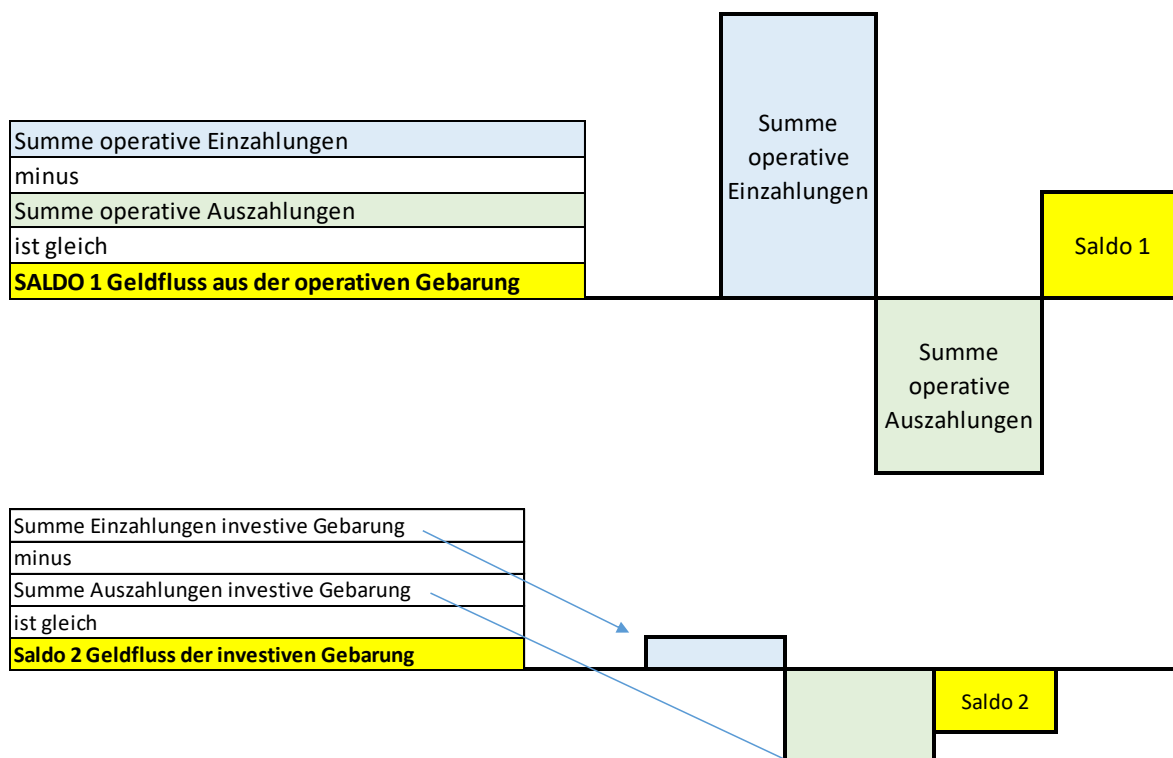 Summe operative Einzahlungen
minus
Summe operative Auszahlungen
ist gleich
SALDO 1 Geldfluss aus der operativen Gebarung
Summe
operative
Einzahlungen
Saldo 1
Summe
operative
Auszahlungen
Summe Einzahlungen investive Gebarung
minus
Summe Auszahlungen investive Gebarung
ist gleich
Saldo 2 Geldfluss der investiven Gebarung
Saldo 2